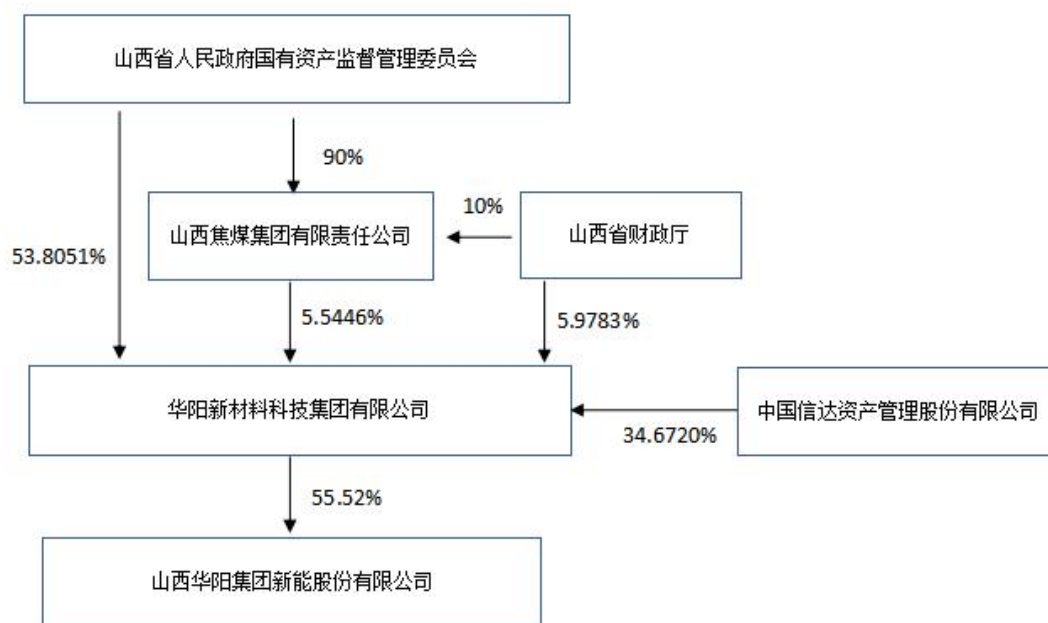 山西省人民政府国有资产监督管理委员会
90%
10%
山西焦煤集团有限责任公司
山西省财政厅
53.8051%
5.5446%
5.9783%
华阳新材料科技集团有限公司
中国信达资产管理股份有限公司
34.6720%
55.52%
山西华阳集团新能股份有限公司